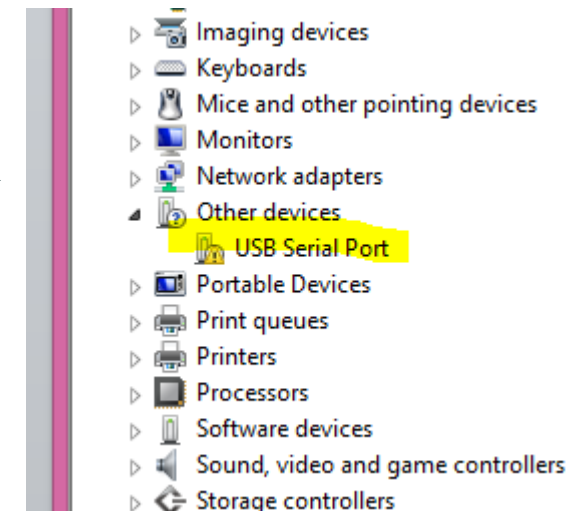 Imaging devices
Keyboards
Mice and other pointing devices
Monitors
Network adapters
Other devices
USB Serial Port
Portable Devices
Print queues
Printers
Processors
Software devices
Sound, video and game controllers
Storage controllers